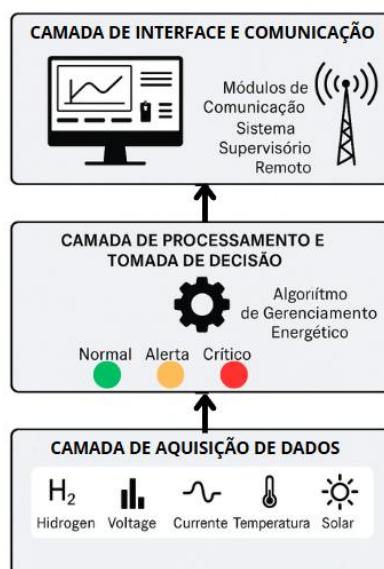 CAMADA DE INTERFACE E COMUNICAÇÃO
Módulos de
Comunicação
Sistema
Supervisório
Remoto
CAMADA DE PROCESSAMENTO E
TOMADA DE DECISÃO
Algorítmo
de Gerenciamento
Energético
Normal Alerta Crítico
CAMADA DE AQUISIÇÃO DE DADOS
H₂
Hidrogen Voltage Currente Temperatura Solar